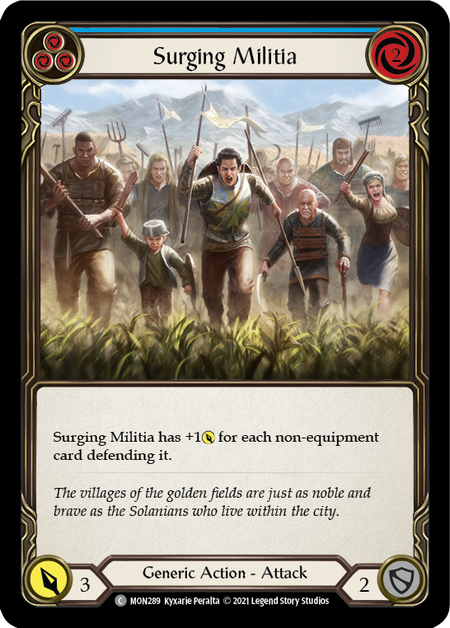 Surging Militia
2
Surging Militia has +1 for each non-equipment
card defending it.
The villages of the golden fields are just as noble and
brave as the Solanians who live within the city.
3
Generic Action - Attack
2
C MON289 Kyxarie Peralta © 2021 Legend Story Studios